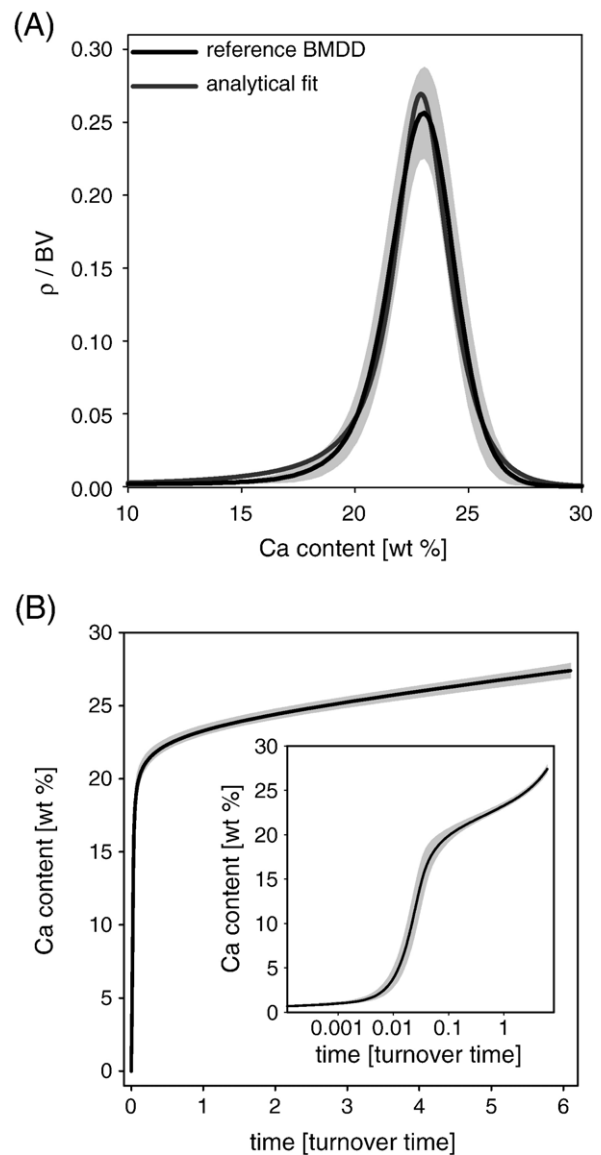 (A)
reference BMDD
analytical fit
0.30
0.25
0.20
0.15
0.10
0.05
0.00
ρ / BV
10 15 20 25 30
Ca content [wt %]
(B)
30
25
20
15
10
5
0
Ca content [wt %]
30
25
20
15
10
5
0
Ca content [wt %]
0.001 0.01 0.1 1
time [turnover time]
0 1 2 3 4 5 6
time [turnover time]